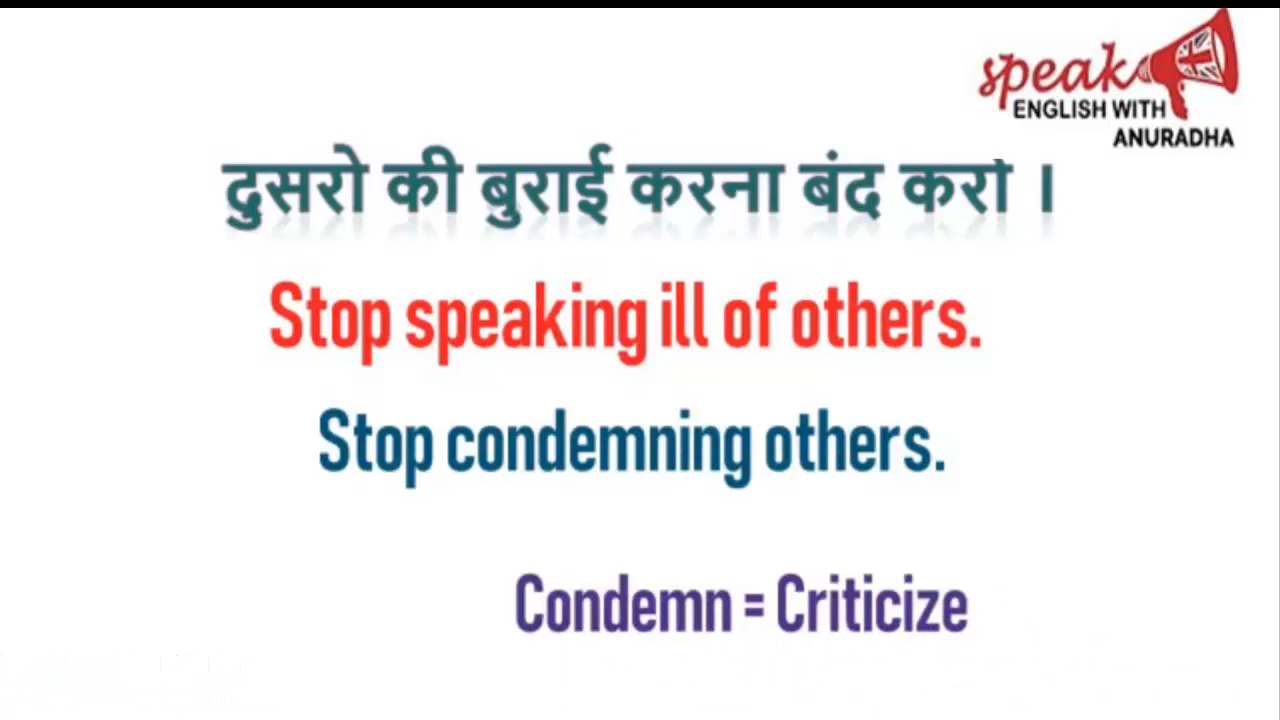 speak
ENGLISH WITH
ANURADHA
दुसरो की बुराई करना बंद करो ।
Stop speaking ill of others.
Stop condemning others.
Condemn = Criticize